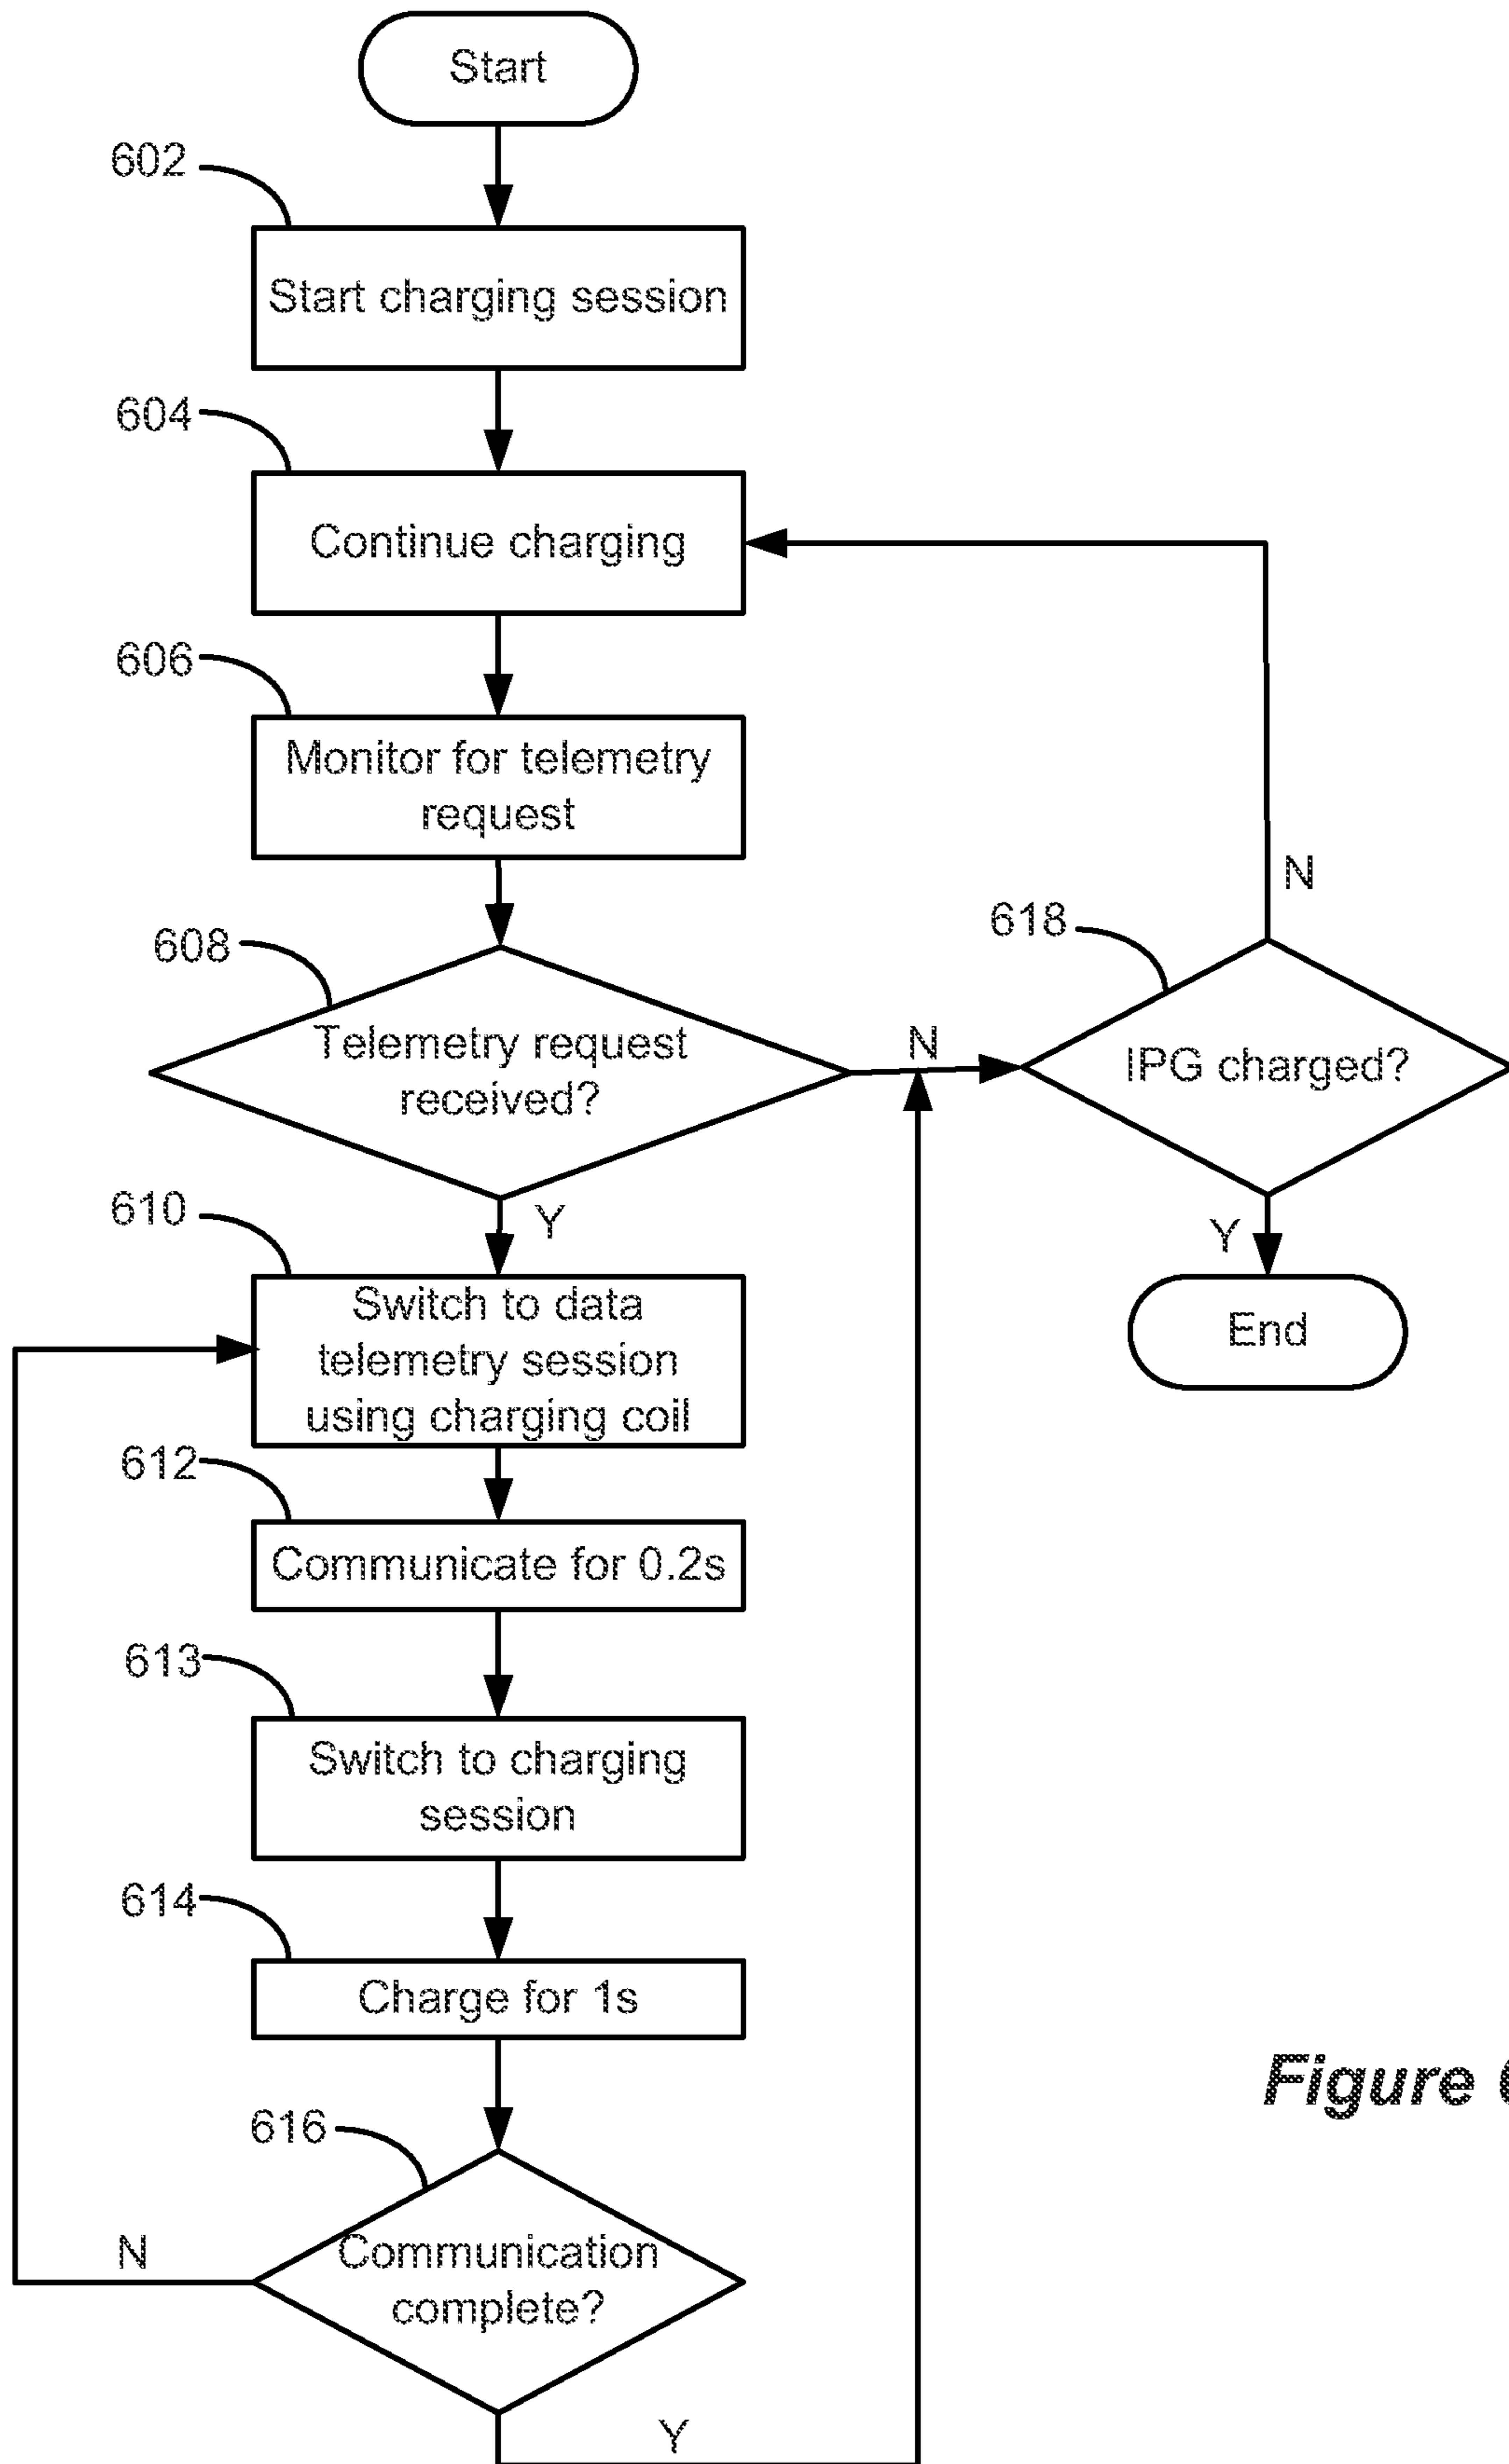 Start
602
Start charging session
604
Continue charging
606
Monitor for telemetry
request
N
618
608
Telemetry request
received?
N
IPG charged?
610
Y
Y
Switch to data
telemetry session
using charging coil
End
612
Communicate for 0.2s
613
Switch to charging
session
614
Charge for 1s
Figure
616
N
Communication
complete?
Y